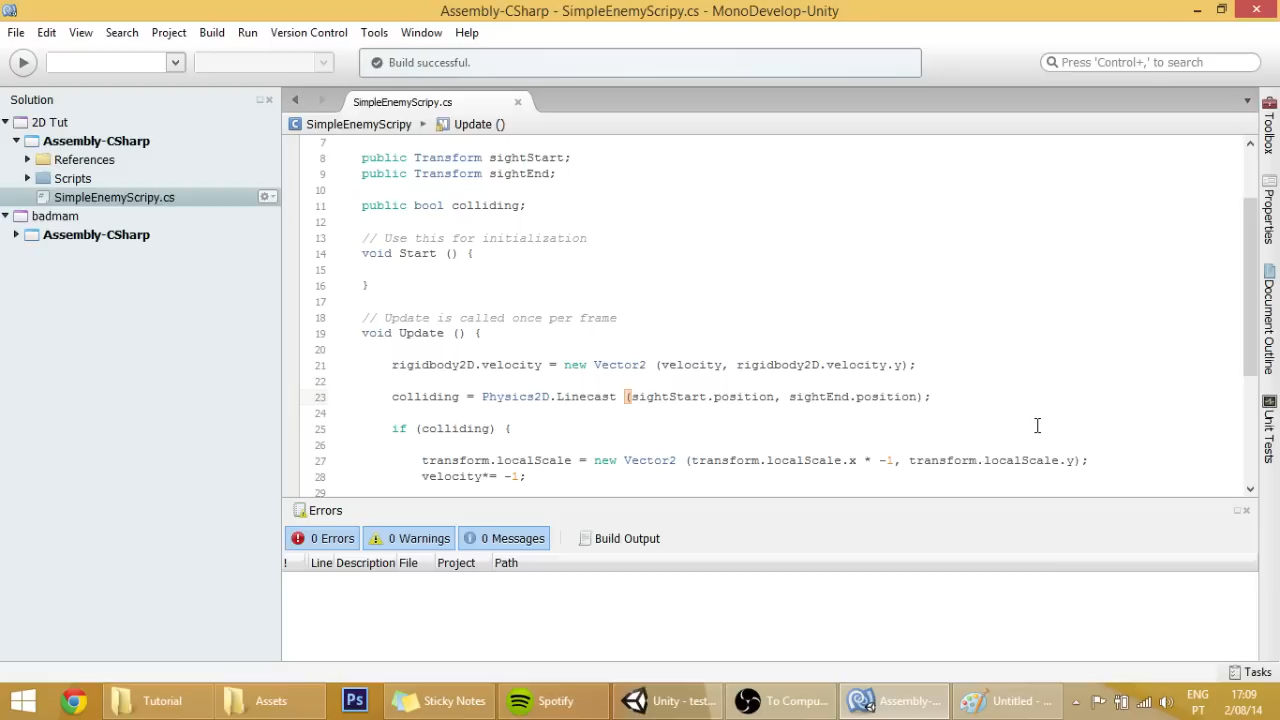 Assembly-CSharp - SimpleEnemyScripy.cs - MonoDevelop-Unity
File Edit View Search Project Build Run Version Control Tools Window Help
Build successful.
Press 'Control+,' to search
Solution
2D Tut
Assembly-CSharp
References
Scripts
SimpleEnemyScripy.cs
badmam
Assembly-CSharp
SimpleEnemyScripy.cs
SimpleEnemyScripy Update ()
7
8 public Transform sightStart;
9 public Transform sightEnd;
10
11 public bool colliding;
12
13 // Use this for initialization
14 void Start () {
15
16 }
17
18 // Update is called once per frame
19 void Update () {
20
21 rigidbody2D.velocity = new Vector2 (velocity, rigidbody2D.velocity.y);
22
23 colliding = Physics2D.Linecast (sightStart.position, sightEnd.position);
24
25 if (colliding) {
26
27 transform.localScale = new Vector2 (transform.localScale.x * -1, transform.localScale.y);
28 velocity*= -1;
29
Errors
0 Errors 0 Warnings 0 Messages Build Output
! Line Description File Project Path
Toolbox
Properties
Document Outline
Unit Tests
Tasks
Tutorial Assets Ps Sticky Notes Spotify Unity - test... To Compu... Assembly-... Untitled - ...
ENG 17:09
PT 2/08/14